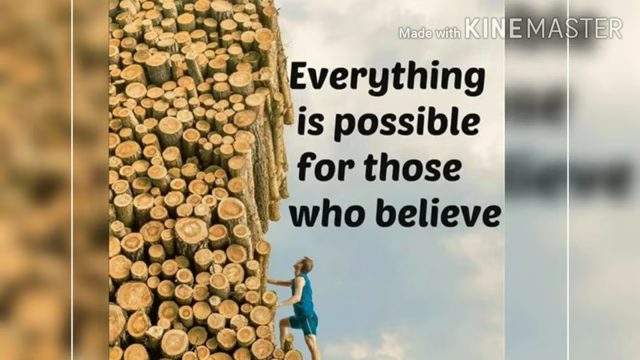 Made with KINEMASTER
Everything
is possible
for those
who believe